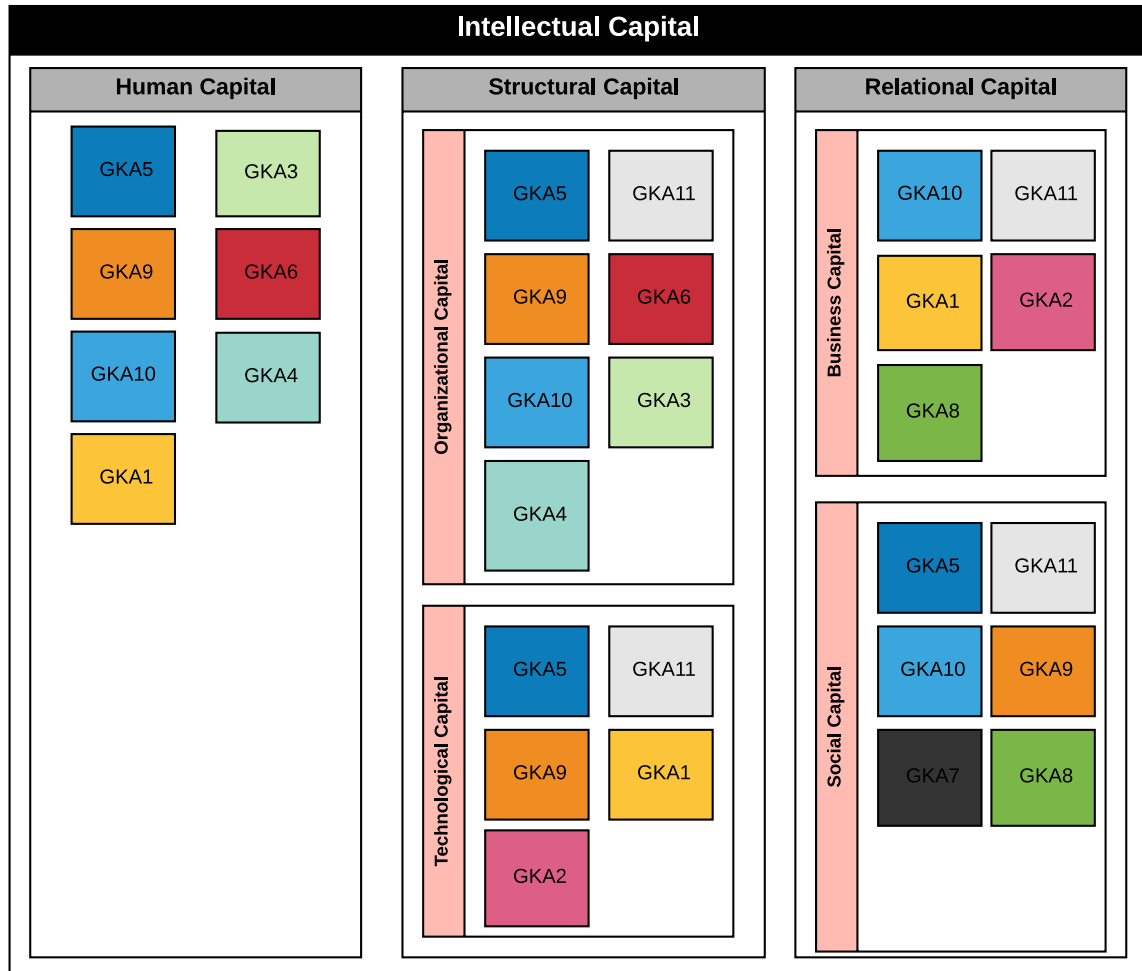 Intellectual Capital
Human Capital
GKA5
GKA3
GKA9
GKA6
GKA10
GKA4
GKA1
Structural Capital
Organizational Capital
GKA5
GKA11
GKA9
GKA6
GKA10
GKA3
GKA4
Technological Capital
GKA5
GKA11
GKA9
GKA1
GKA2
Relational Capital
Business Capital
GKA10
GKA11
GKA1
GKA2
GKA8
Social Capital
GKA5
GKA11
GKA10
GKA9
GKA7
GKA8